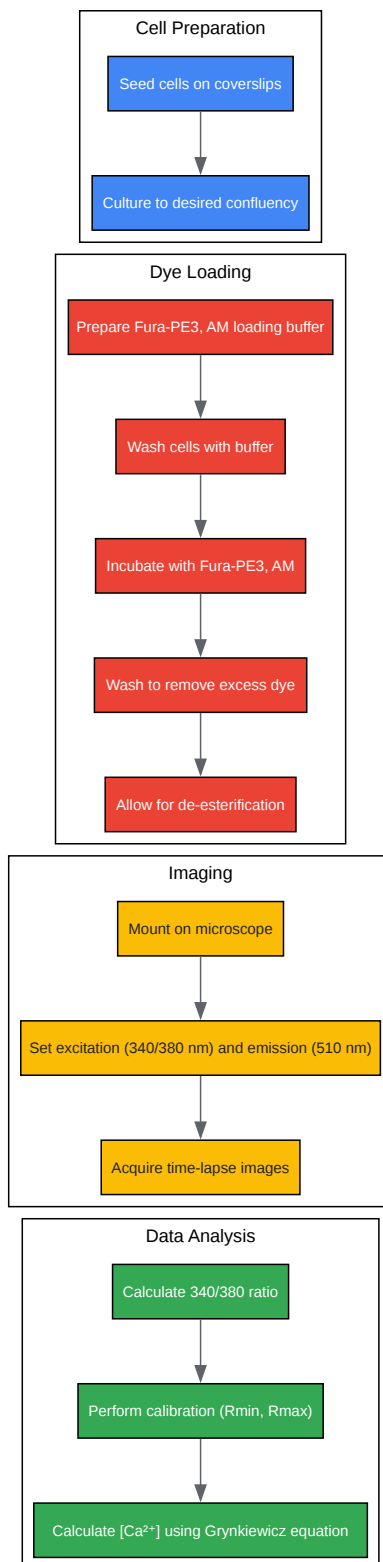 Cell Preparation
Seed cells on coverslips
Culture to desired confluency
Dye Loading
Prepare Fura-PE3, AM loading buffer
Wash cells with buffer
Incubate with Fura-PE3, AM
Wash to remove excess dye
Allow for de-esterification
Imaging
Mount on microscope
Set excitation (340/380 nm) and emission (510 nm)
Acquire time-lapse images
Data Analysis
Calculate 340/380 ratio
Perform calibration (Rmin, Rmax)
Calculate [Ca²⁺] using Grynkiewicz equation